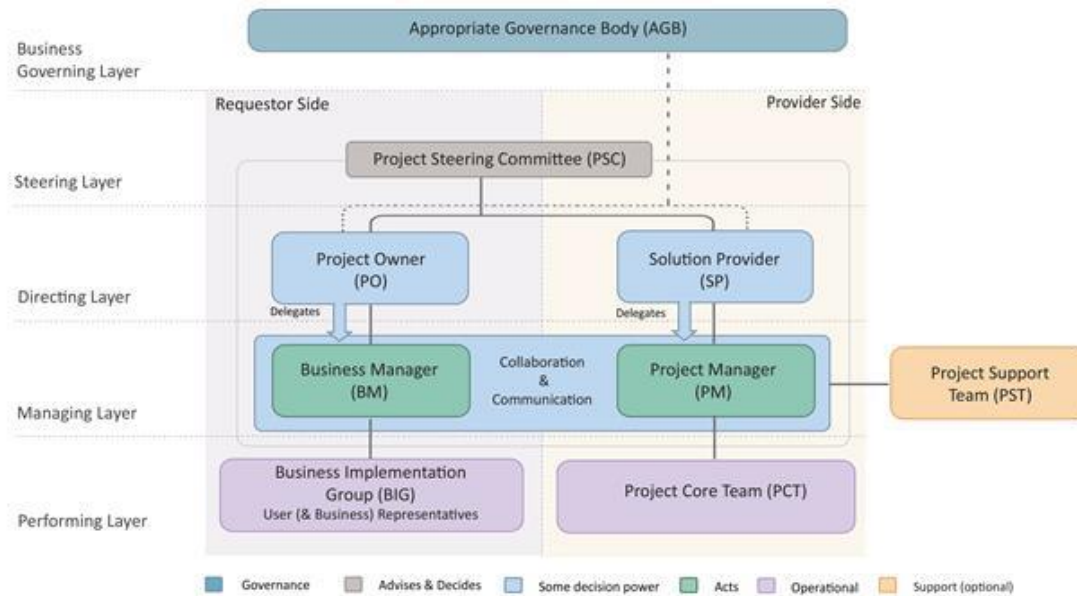 Appropriate Governance Body (AGB)
Business
Governing Layer
Requestor Side
Provider Side
Project Steering Committee (PSC)
Steering Layer
Project Owner
(PO)
Solution Provider
(SP)
Directing Layer
Delegates
Delegates
Business Manager
(BM)
Collaboration
&
Communication
Project Manager
(PM)
Project Support
Team (PST)
Managing Layer
Business Implementation
Group (BIG)
User (& Business) Representatives
Project Core Team (PCT)
Performing Layer
Governance
Advises & Decides
Some decision power
Acts
Operational
Support (optional)